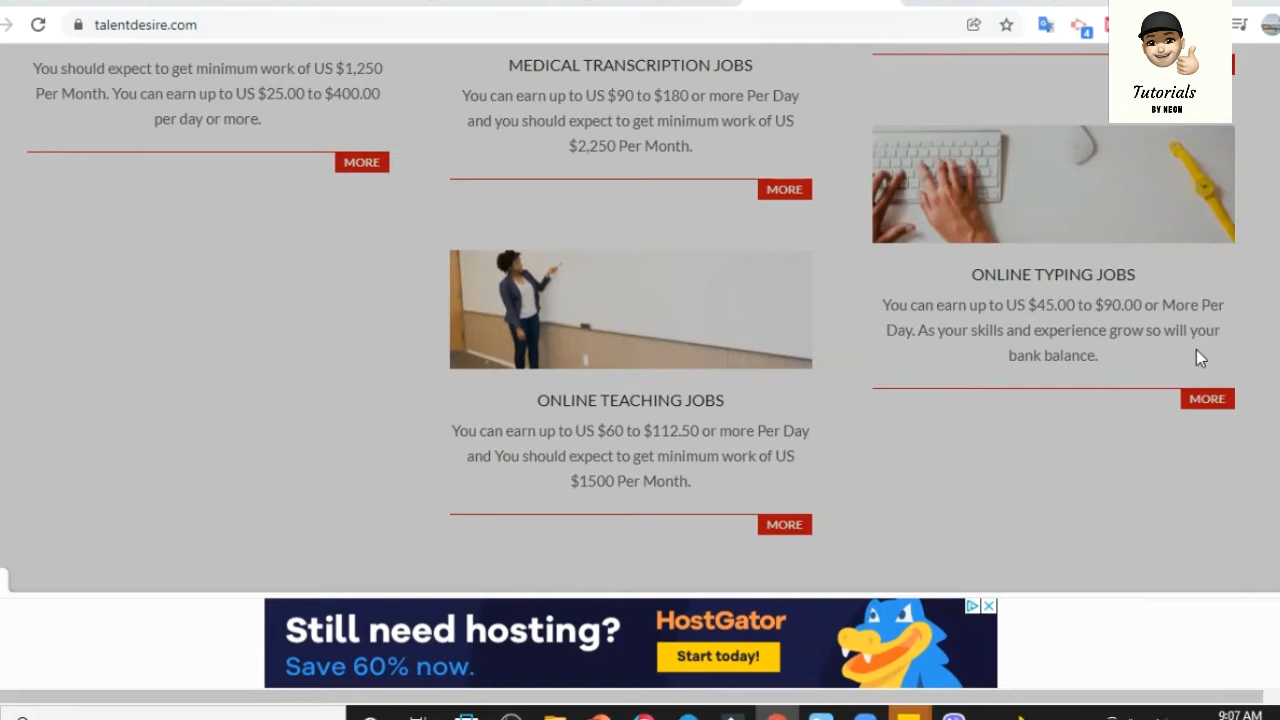 talentdesire.com
4
Tutorials
BY NEON
You should expect to get minimum work of US $1,250
Per Month. You can earn up to US $25.00 to $400.00
per day or more.
MORE
MEDICAL TRANSCRIPTION JOBS
You can earn up to US $90 to $180 or more Per Day
and you should expect to get minimum work of US
$2,250 Per Month.
MORE
ONLINE TEACHING JOBS
You can earn up to US $60 to $112.50 or more Per Day
and You should expect to get minimum work of US
$1500 Per Month.
MORE
ONLINE TYPING JOBS
You can earn up to US $45.00 to $90.00 or More Per
Day. As your skills and experience grow so will your
bank balance.
MORE
Still need hosting?
Save 60% now.
HostGator
Start today!
9:07 AM